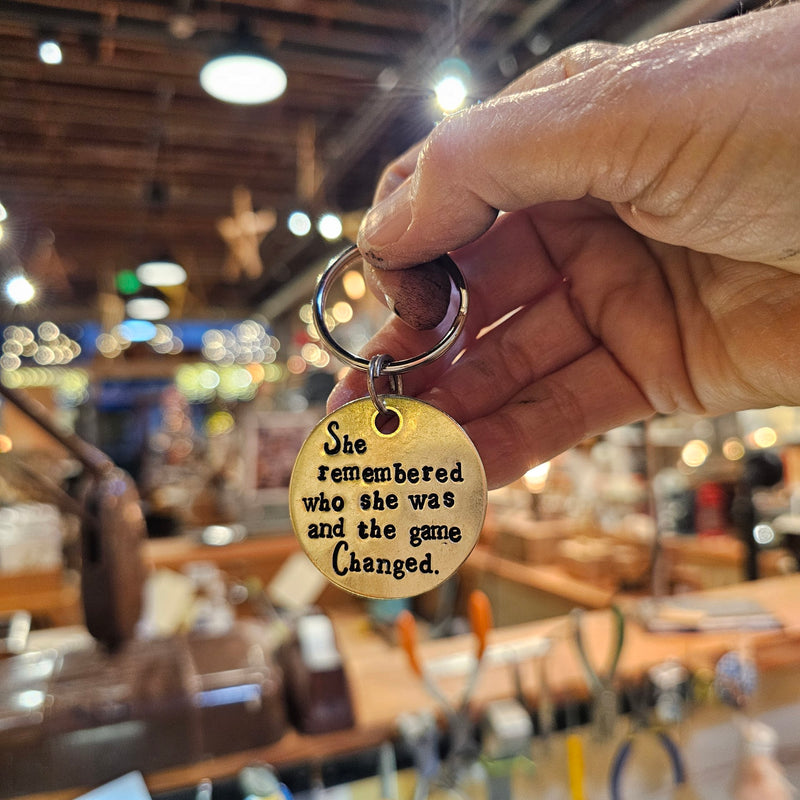 She
remembered
who she was
and the game
Changed.